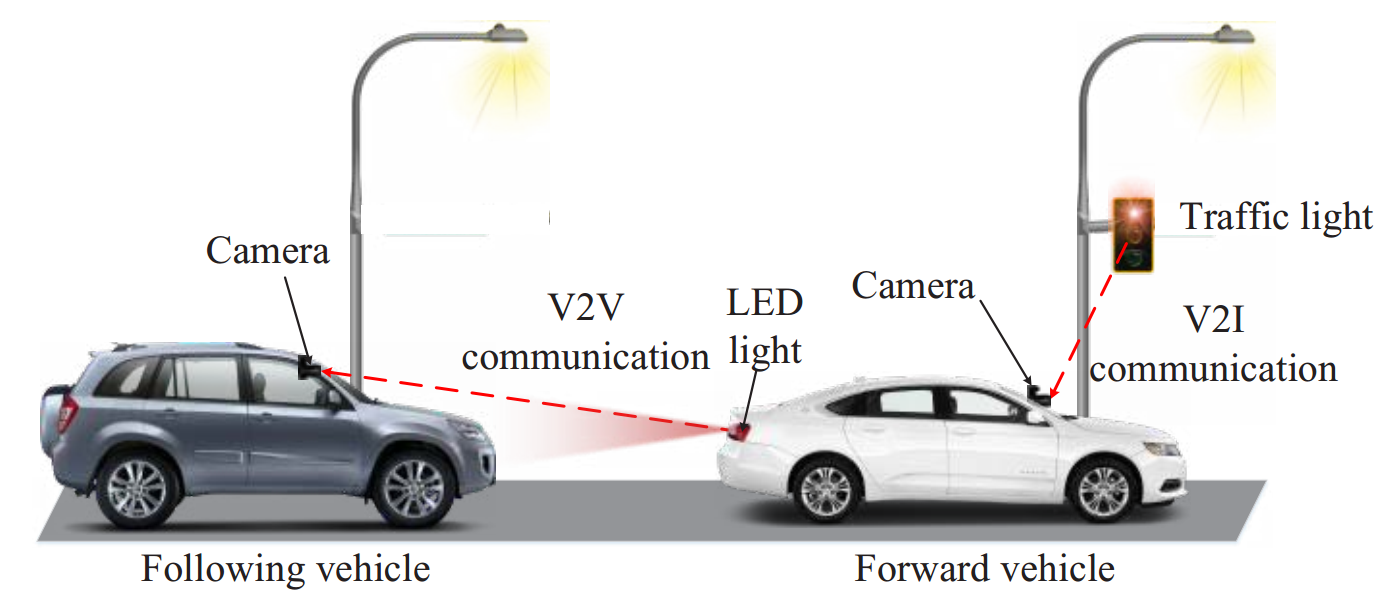 Traffic light
Camera
V2V
communication
LED
light
Camera
V2I
communication
Following vehicle
Forward vehicle